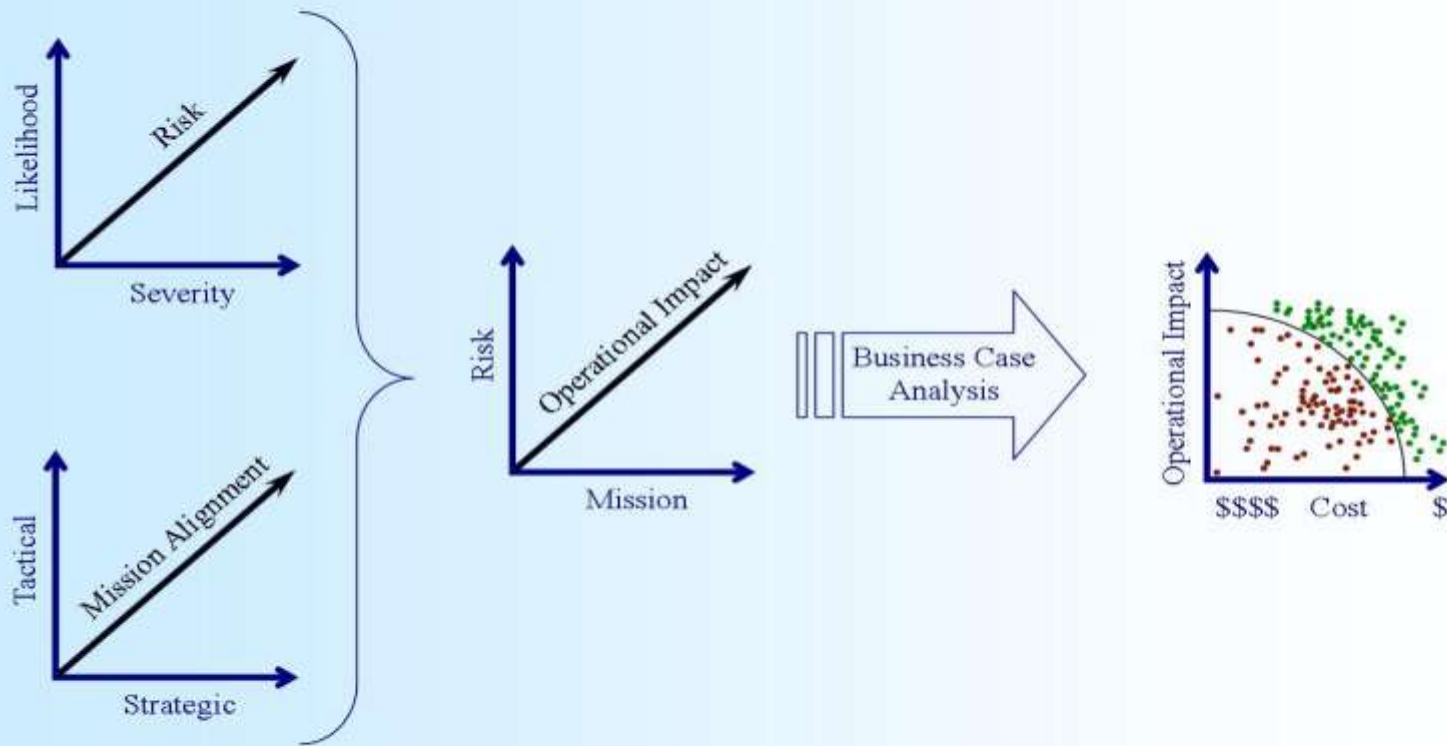 Likelihood
Risk
Severity
Tactical
Mission Alignment
Strategic
Risk
Operational Impact
Mission
Business Case
Analysis
Operational Impact
$$$$ Cost $